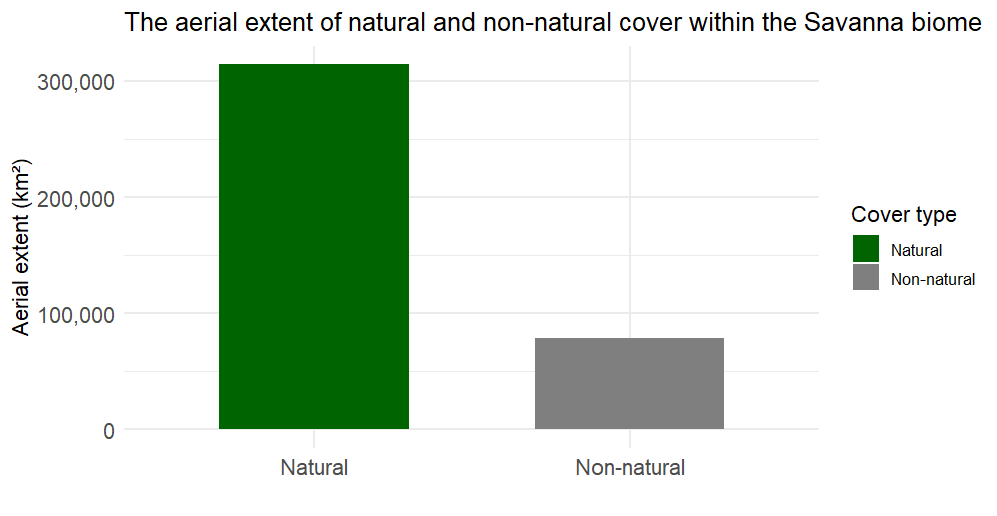 The aerial extent of natural and non-natural cover within the Savanna biome
Aerial extent (km²)
300,000
200,000
100,000
0
Natural
Non-natural
Cover type
Natural
Non-natural